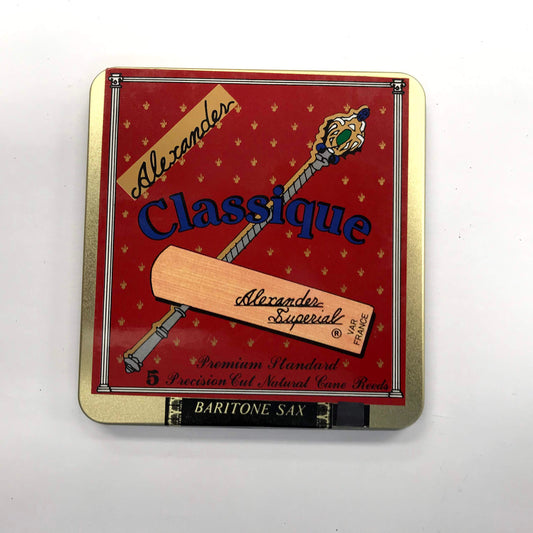 Alexander
Classique
Alexander
Superial
®
VAR
FRANCE
Premium Standard
5 Precision Cut Natural Cane Reeds
BARITONE SAX